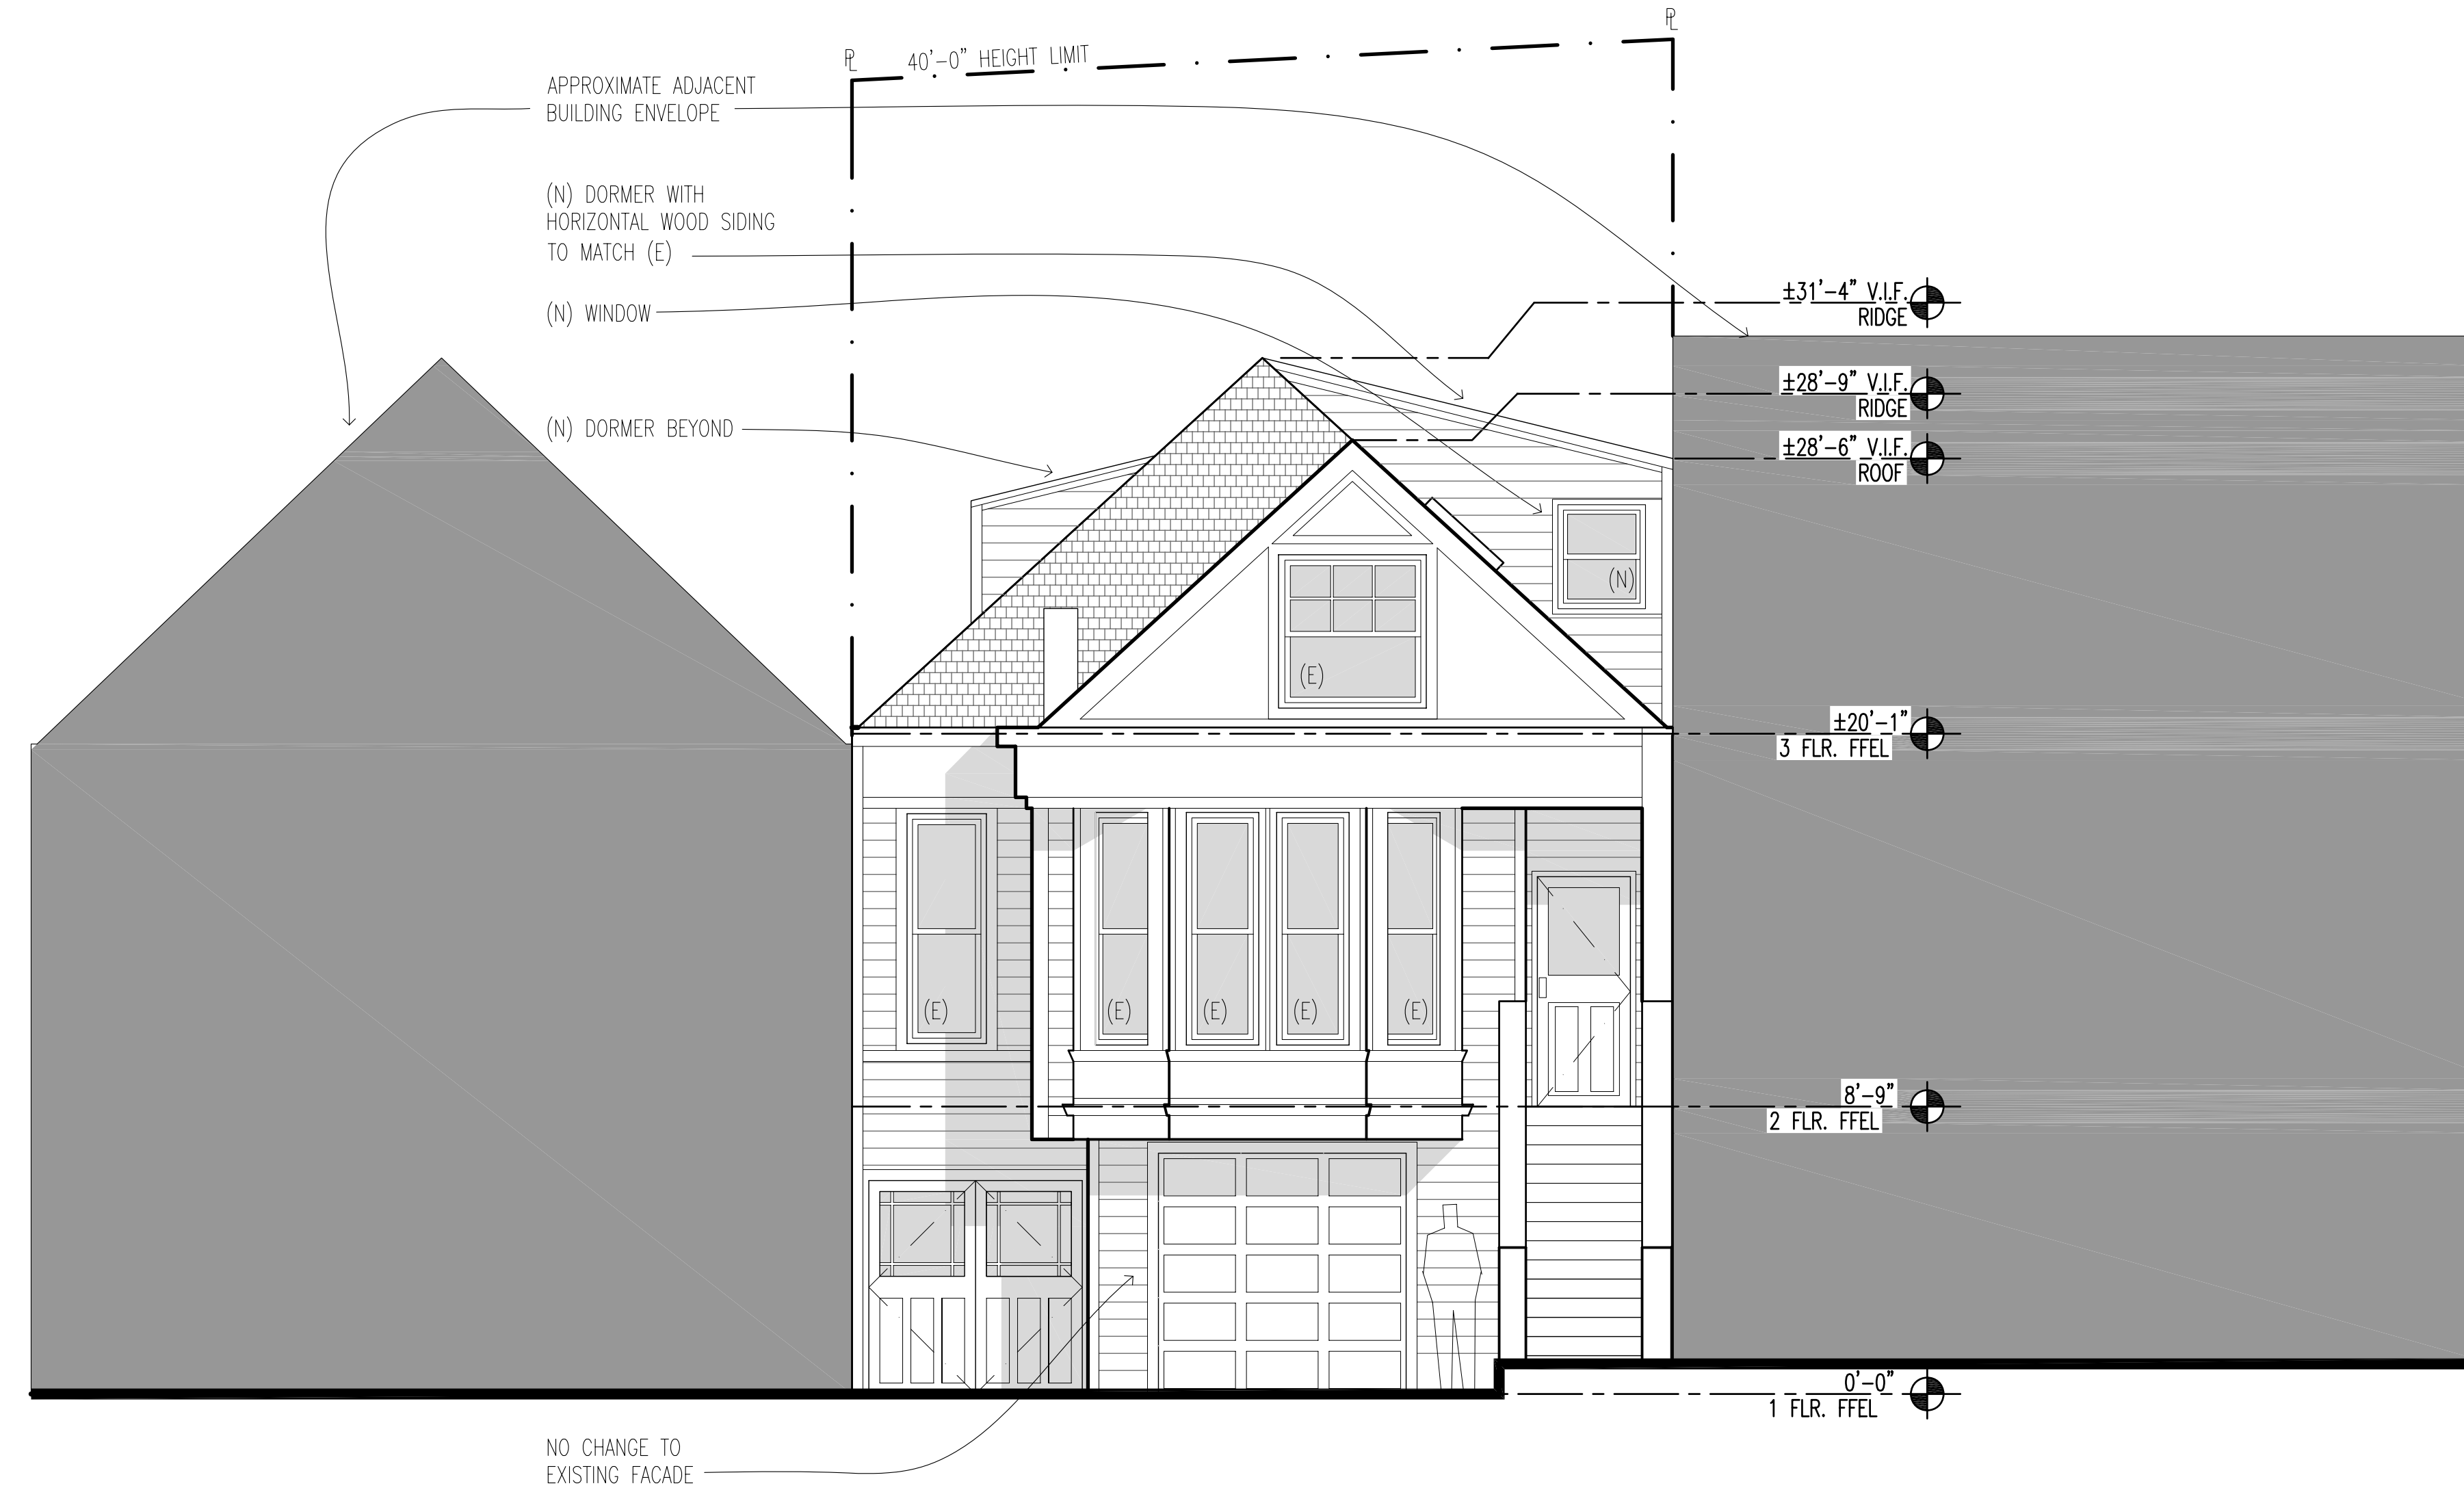 PL
PL
40'-0" HEIGHT LIMIT
APPROXIMATE ADJACENT
BUILDING ENVELOPE
(N) DORMER WITH
HORIZONTAL WOOD SIDING
TO MATCH (E)
(N) WINDOW
(N) DORMER BEYOND
±31'-4" V.I.F.
RIDGE
±28'-9" V.I.F.
RIDGE
±28'-6" V.I.F.
ROOF
(N)
(E)
±20'-1"
3 FLR. FFEL
(E)
(E)
(E)
(E)
(E)
8'-9"
2 FLR. FFEL
0'-0"
1 FLR. FFEL
NO CHANGE TO
EXISTING FACADE